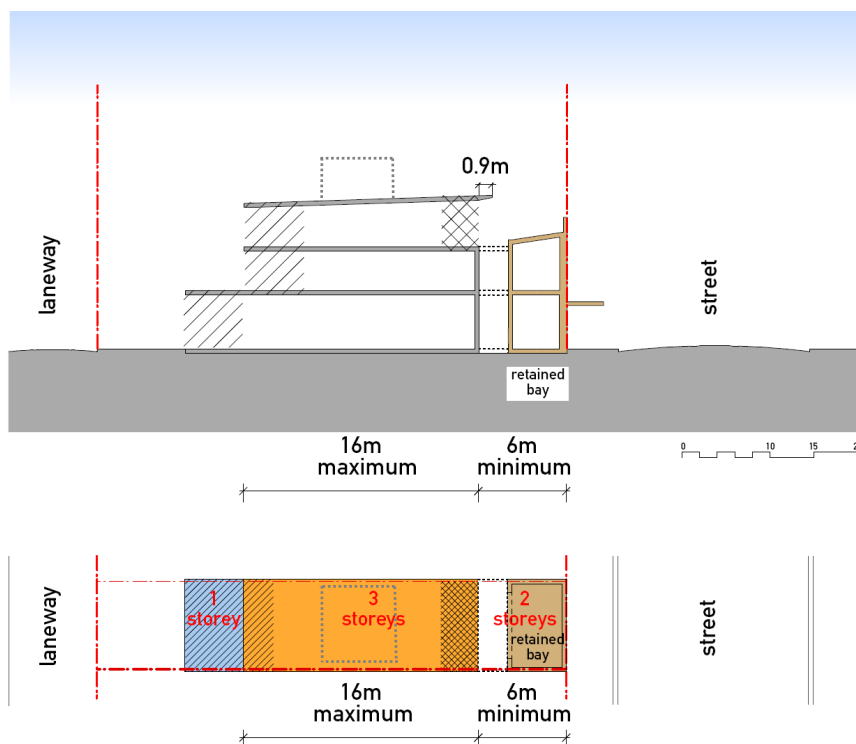 0.9m
laneway
street
retained
bay
16m
maximum
6m
minimum
0
10
15
2
laneway
1
storey
3
storeys
2
storeys
retained
bay
street
16m
maximum
6m
minimum